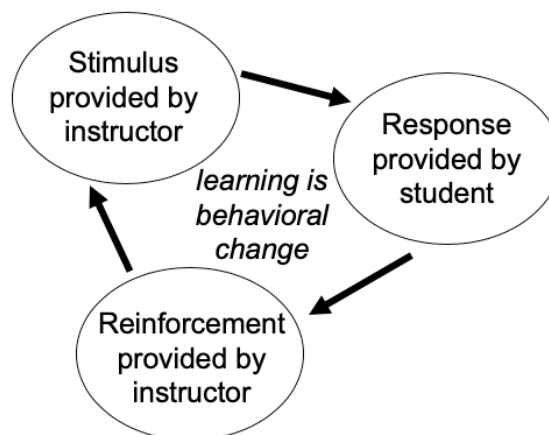 Stimulus
provided by
instructor
Response
provided by
student
learning is
behavioral
change
Reinforcement
provided by
instructor